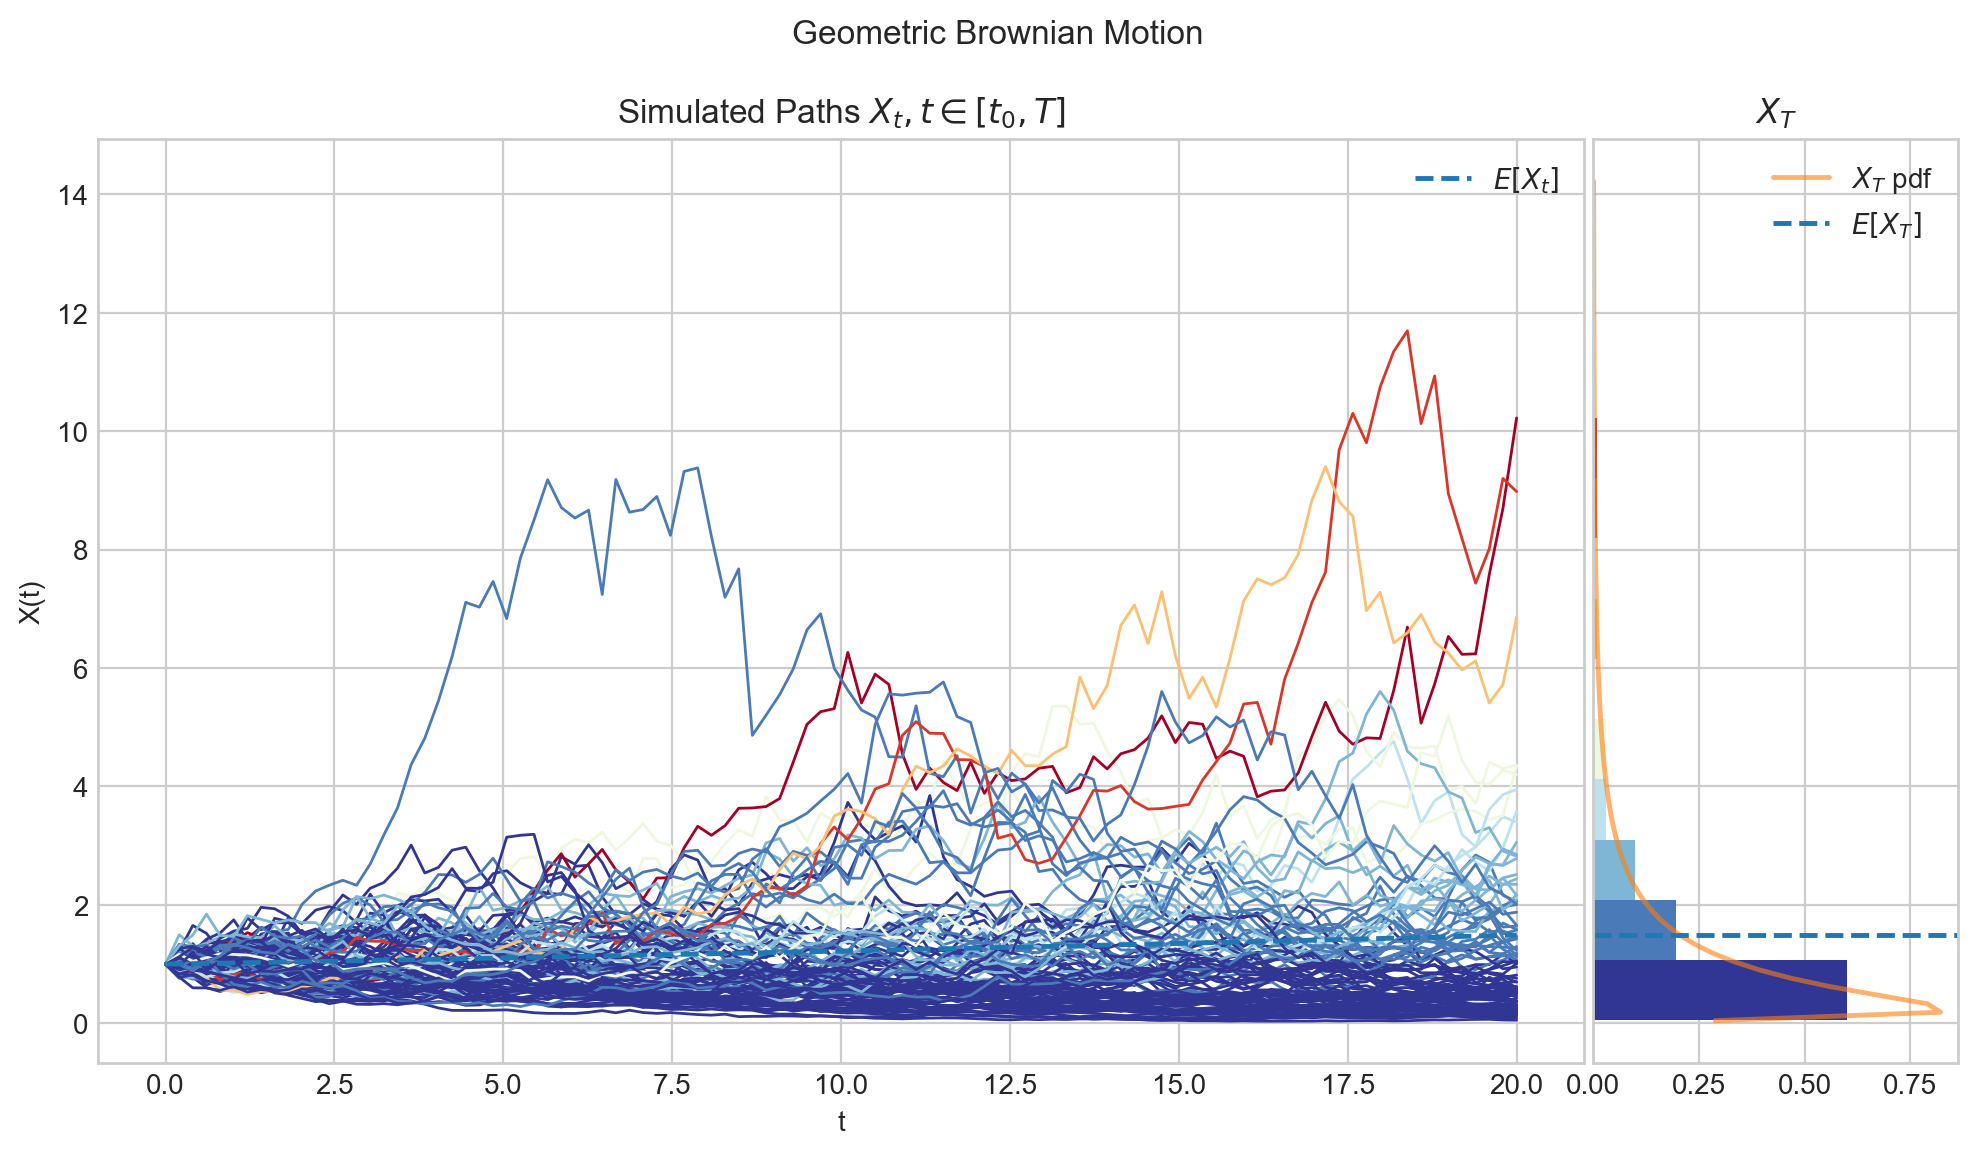 Geometric Brownian Motion
Simulated Paths $X_t, t \in [t_0, T]$
$X_T$
$E[X_t]$
$X_T$ pdf
$E[X_T]$
14
12
10
8
6
4
2
0
X(t)
0.0 2.5 5.0 7.5 10.0 12.5 15.0 17.5 20.0
0.00 0.25 0.50 0.75
t